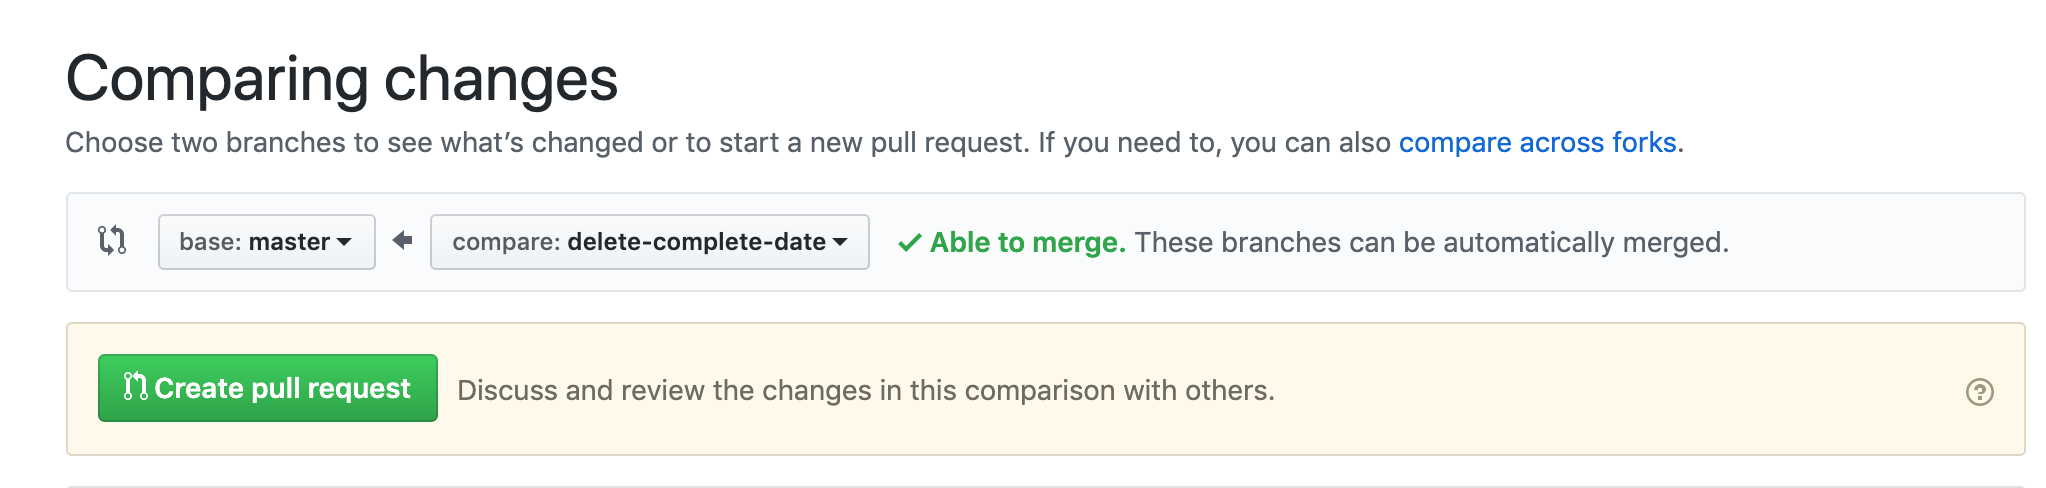 Comparing changes
Choose two branches to see what’s changed or to start a new pull request. If you need to, you can also compare across forks.
base: master compare: delete-complete-date Able to merge. These branches can be automatically merged.
Create pull request Discuss and review the changes in this comparison with others.